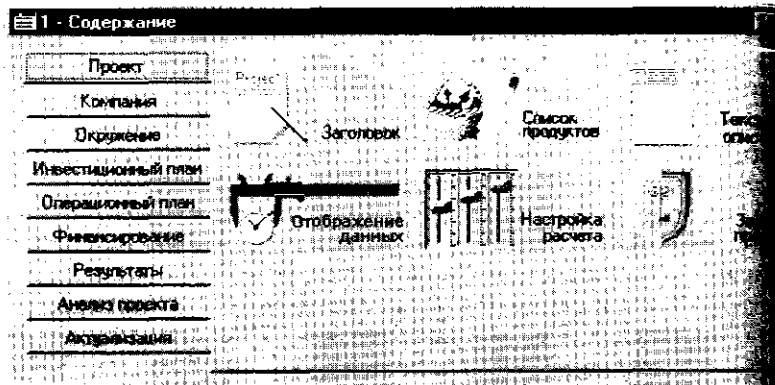 1 - Содержание
Проект
Компания
Окружение
Инвестиционный план
Операционный план
Финансирование
Результаты
Анализ проекта
Актуализация
Project
Заголовок
Список
продуктов
Отображение
данных
Настройка
расчета